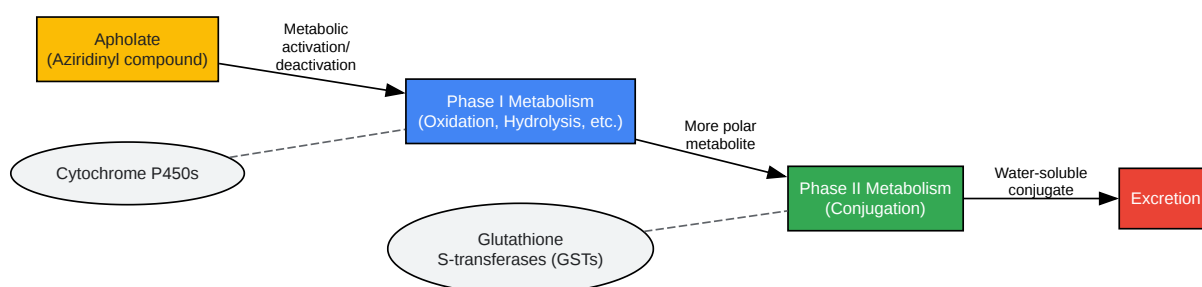 Apholate
(Aziridinyl compound)
Metabolic
activation/
deactivation
Phase I Metabolism
(Oxidation, Hydrolysis, etc.)
Cytochrome P450s
More polar
metabolite
Phase II Metabolism
(Conjugation)
Water-soluble
conjugate
Excretion
Glutathione
S-transferases (GSTs)